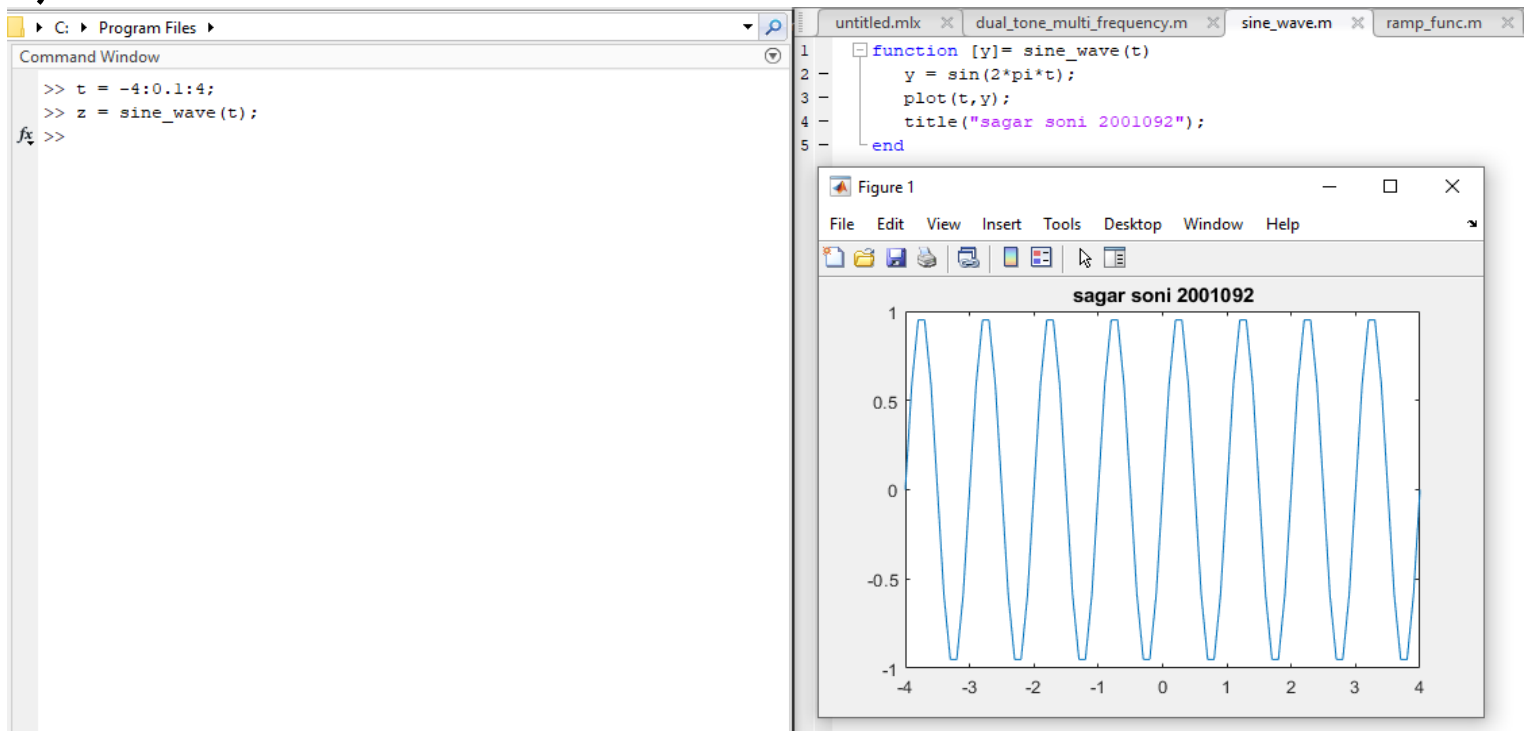 C: Program Files
Command Window
>> t = -4:0.1:4;
>> z = sine_wave(t);
fx >>
untitled.mlx dual_tone_multi_frequency.m sine_wave.m ramp_func.m
1 function [y]= sine_wave(t)
2 - y = sin(2*pi*t);
3 - plot(t,y);
4 - title("sagar soni 2001092");
5 - end
Figure 1
File Edit View Insert Tools Desktop Window Help
sagar soni 2001092
1
0.5
0
-0.5
-1
-4 -3 -2 -1 0 1 2 3 4